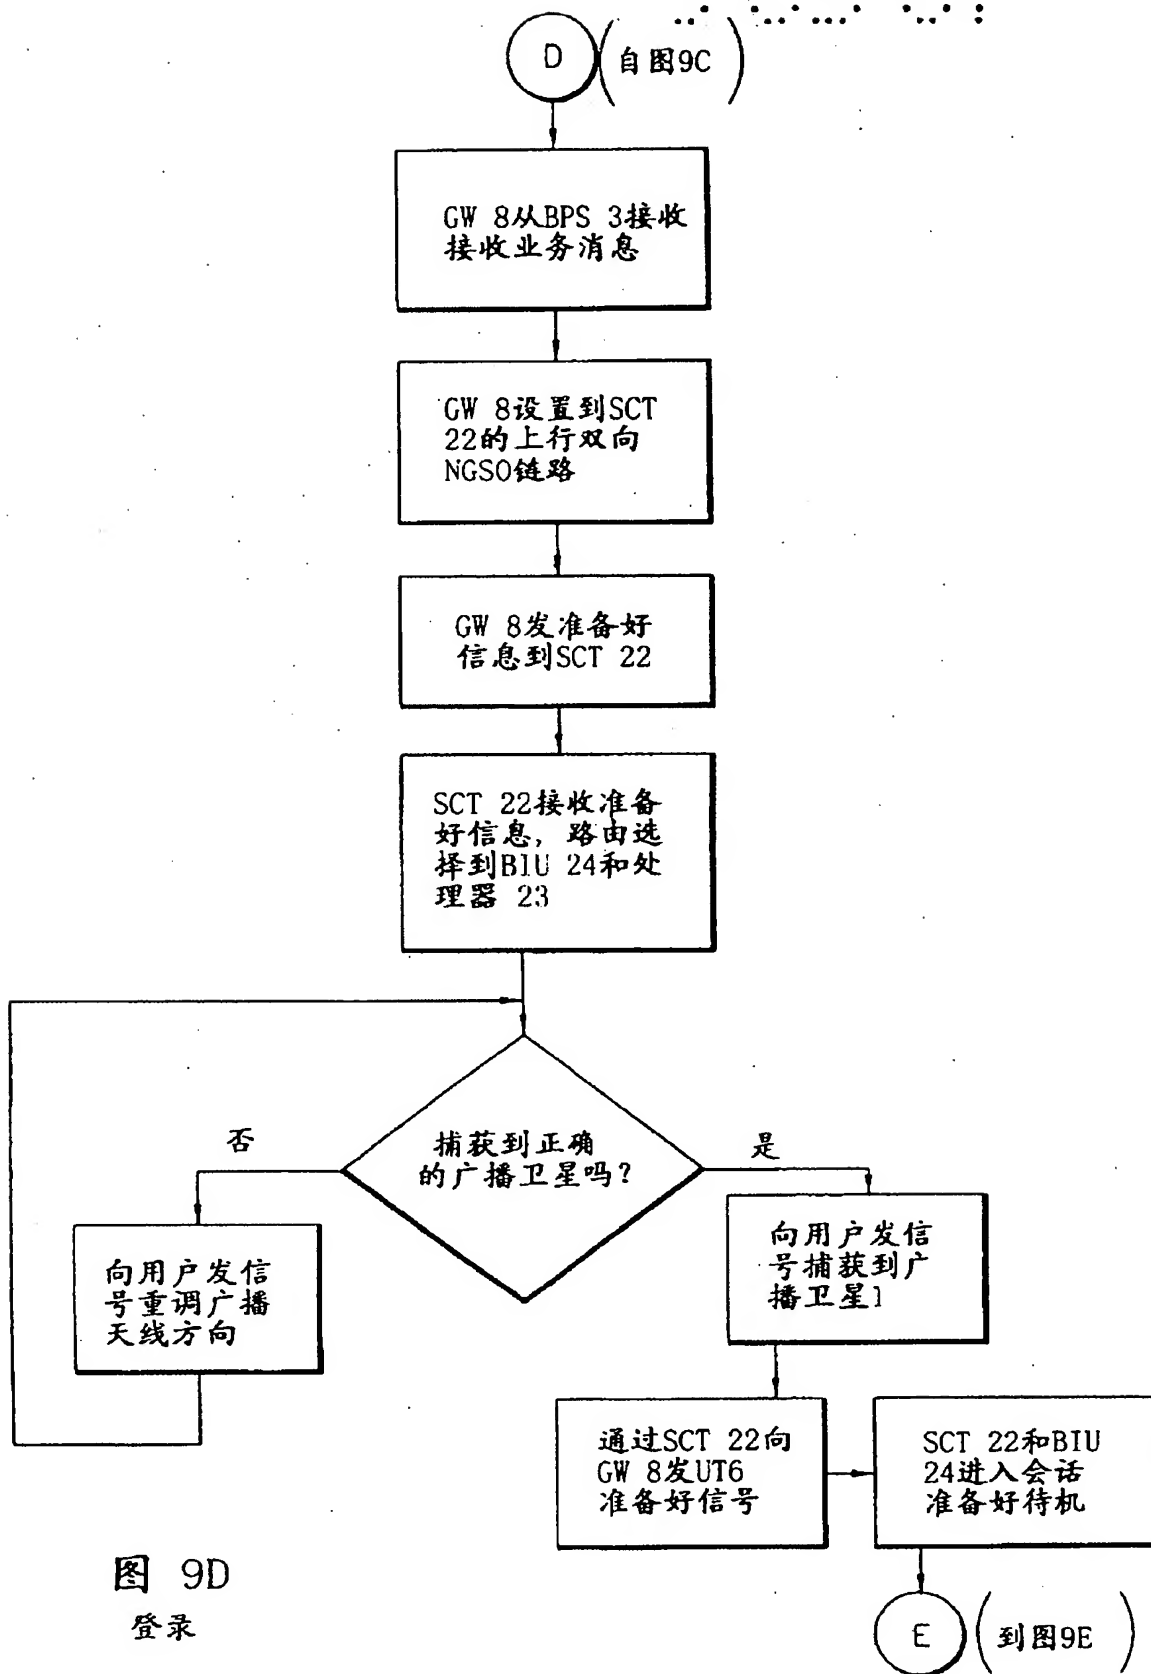 D
自图9C
GW 8从BPS 3接收
接收业务消息
GW 8设置到SCT
22的上行双向
NGSO链路
GW 8发准备好
信息到SCT 22
SCT 22接收准备
好信息, 路由选
择到BIU 24和处
理器 23
捕获到正确
的广播卫星吗?
否
是
向用户发信
号重调广播
天线方向
向用户发信
号捕获到广
播卫星1
通过SCT 22向
GW 8发UT6
准备好信号
SCT 22和BIU
24进入会话
准备好待机
图 9D
登录
E
到图9E